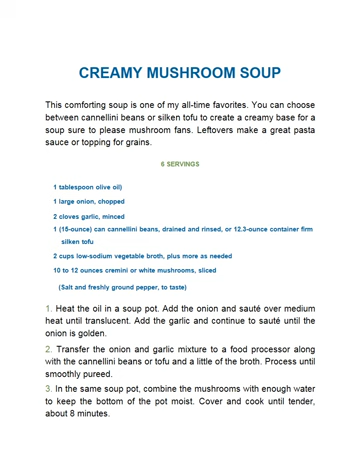 CREAMY MUSHROOM SOUP
This comforting soup is one of my all-time favorites. You can choose
between cannellini beans or silken tofu to create a creamy base for a
soup sure to please mushroom fans. Leftovers make a great pasta
sauce or topping for grains.
6 SERVINGS
1 tablespoon olive oil)
1 large onion, chopped
2 cloves garlic, minced
1 (15-ounce) can cannellini beans, drained and rinsed, or 12.3-ounce container firm
silken tofu
2 cups low-sodium vegetable broth, plus more as needed
10 to 12 ounces cremini or white mushrooms, sliced
(Salt and freshly ground pepper, to taste)
1. Heat the oil in a soup pot. Add the onion and sauté over medium
heat until translucent. Add the garlic and continue to sauté until the
onion is golden.
2. Transfer the onion and garlic mixture to a food processor along
with the cannellini beans or tofu and a little of the broth. Process until
smoothly pureed.
3. In the same soup pot, combine the mushrooms with enough water
to keep the bottom of the pot moist. Cover and cook until tender,
about 8 minutes.